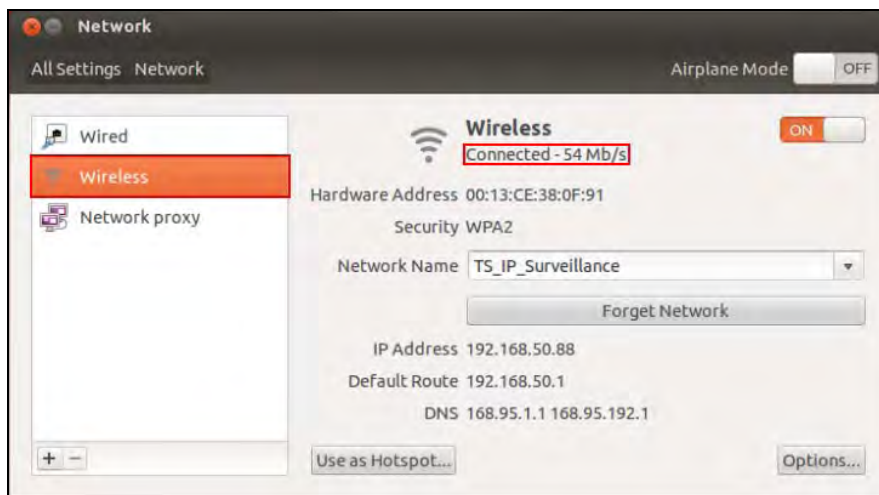 Network
All Settings Network
Airplane Mode OFF
Wired
Wireless
Network proxy
+ −
Wireless
ON
Connected - 54 Mb/s
Hardware Address 00:13:CE:38:0F:91
Security WPA2
Network Name TS_IP_Surveillance
Forget Network
IP Address 192.168.50.88
Default Route 192.168.50.1
DNS 168.95.1.1 168.95.192.1
Use as Hotspot...
Options...